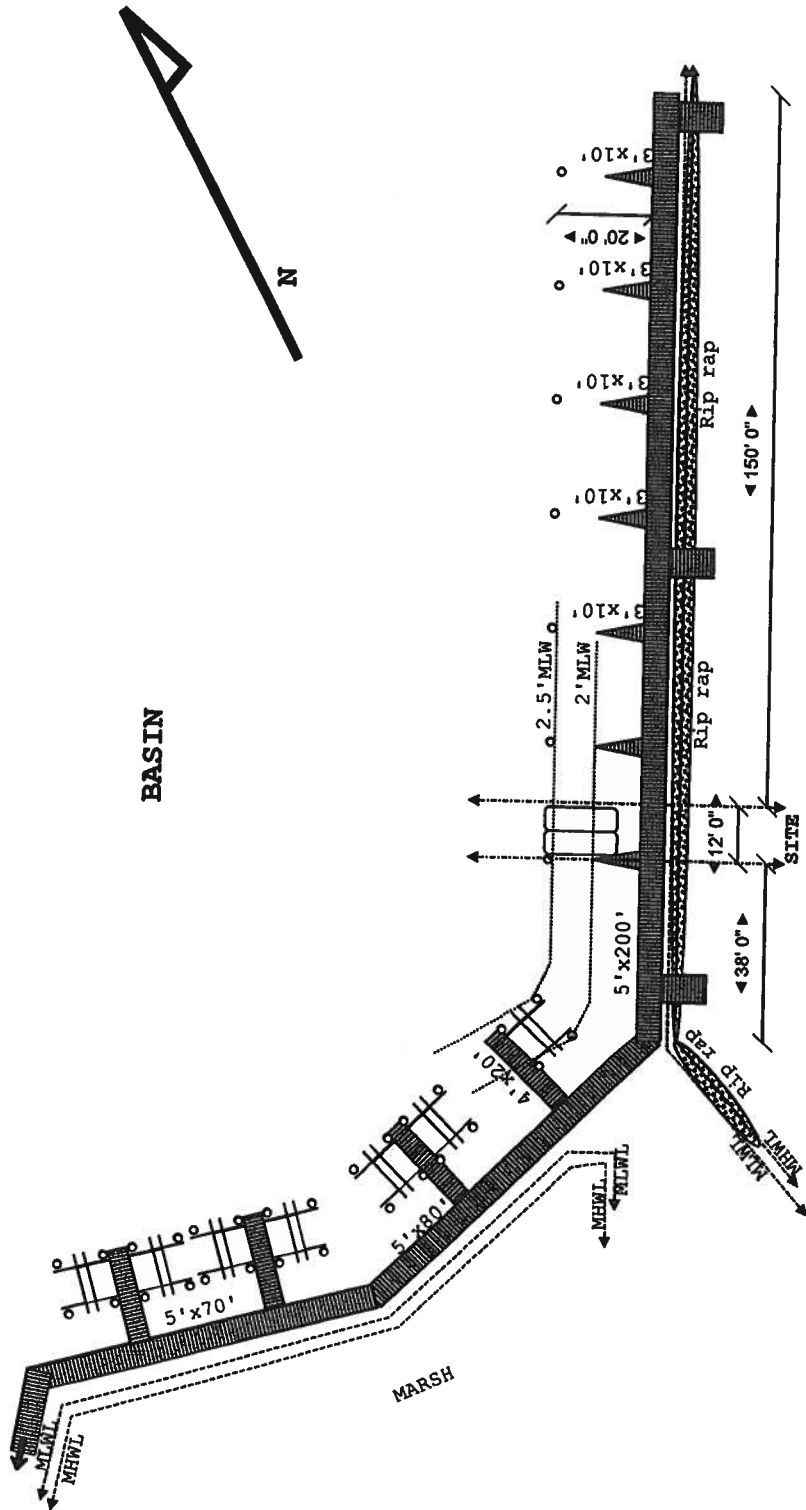 N
BASIN
3'x10'
20'0"
3'x10'
3'x10'
3'x10'
3'x10'
2.5'MLW
2'MLW
Rip rap
Rip rap
150'0"
12'0"
SITE
5'x200'
38'0"
4'x20'
Rip rap
MLWL
MHWL
5'x80'
MHWL
MLWL
5'x70'
MARSH
MLWL
MHWL